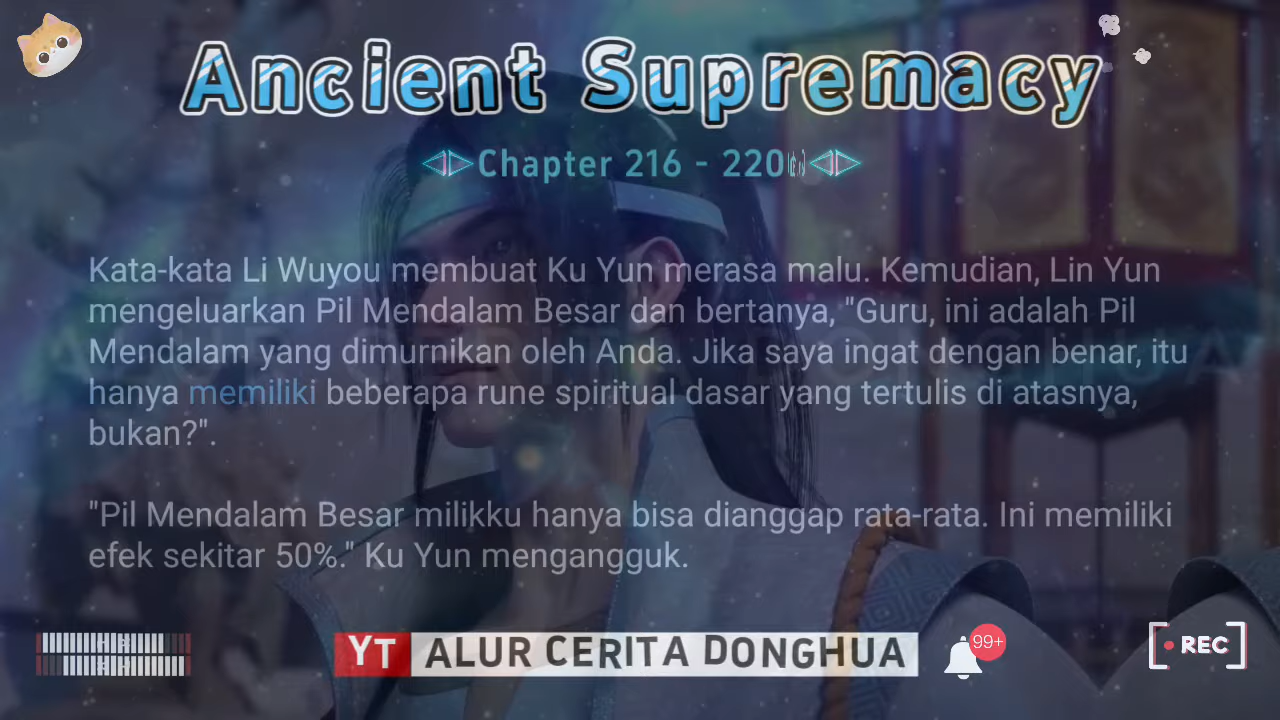 Ancient Supremacy
Chapter 216 - 220
Kata-kata Li Wuyou membuat Ku Yun merasa malu. Kemudian, Lin Yun
mengeluarkan Pil Mendalam Besar dan bertanya, "Guru, ini adalah Pil
Mendalam yang dimurnikan oleh Anda. Jika saya ingat dengan benar, itu
hanya memiliki beberapa rune spiritual dasar yang tertulis di atasnya,
bukan?".
"Pil Mendalam Besar milikku hanya bisa dianggap rata-rata. Ini memiliki
efek sekitar 50%." Ku Yun mengangguk.
YT ALUR CERITA DONGHUA
99+
REC